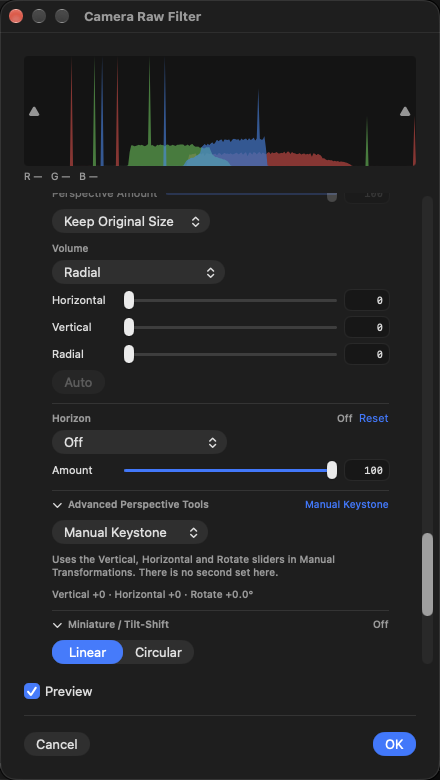 Camera Raw Filter
R — G — B —
Perspective Amount 100
Keep Original Size
Volume
Radial
Horizontal 0
Vertical 0
Radial 0
Auto
Horizon Off Reset
Off
Amount 100
Advanced Perspective Tools Manual Keystone
Manual Keystone
Uses the Vertical, Horizontal and Rotate sliders in Manual
Transformations. There is no second set here.
Vertical +0 · Horizontal +0 · Rotate +0.0°
Miniature / Tilt-Shift Off
Linear Circular
Preview
Cancel OK